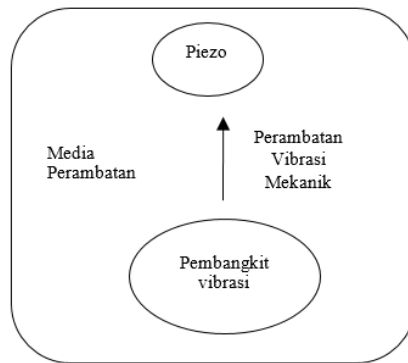 Piezo
Media
Perambatan
Perambatan
Vibrasi
Mekanik
Pembangkit
vibrasi